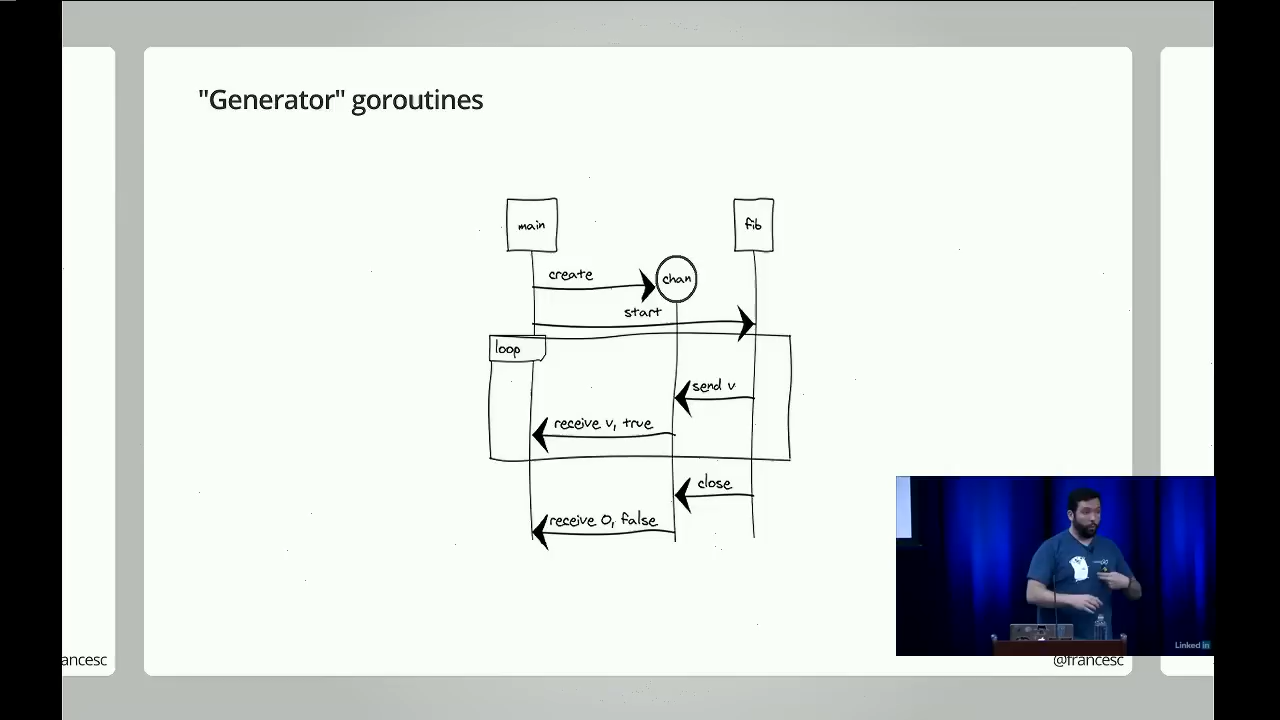 "Generator" goroutines
main
fib
create
chan
start
loop
send v
receive v, true
close
receive 0, false
ancesc
@francesc
Linked in